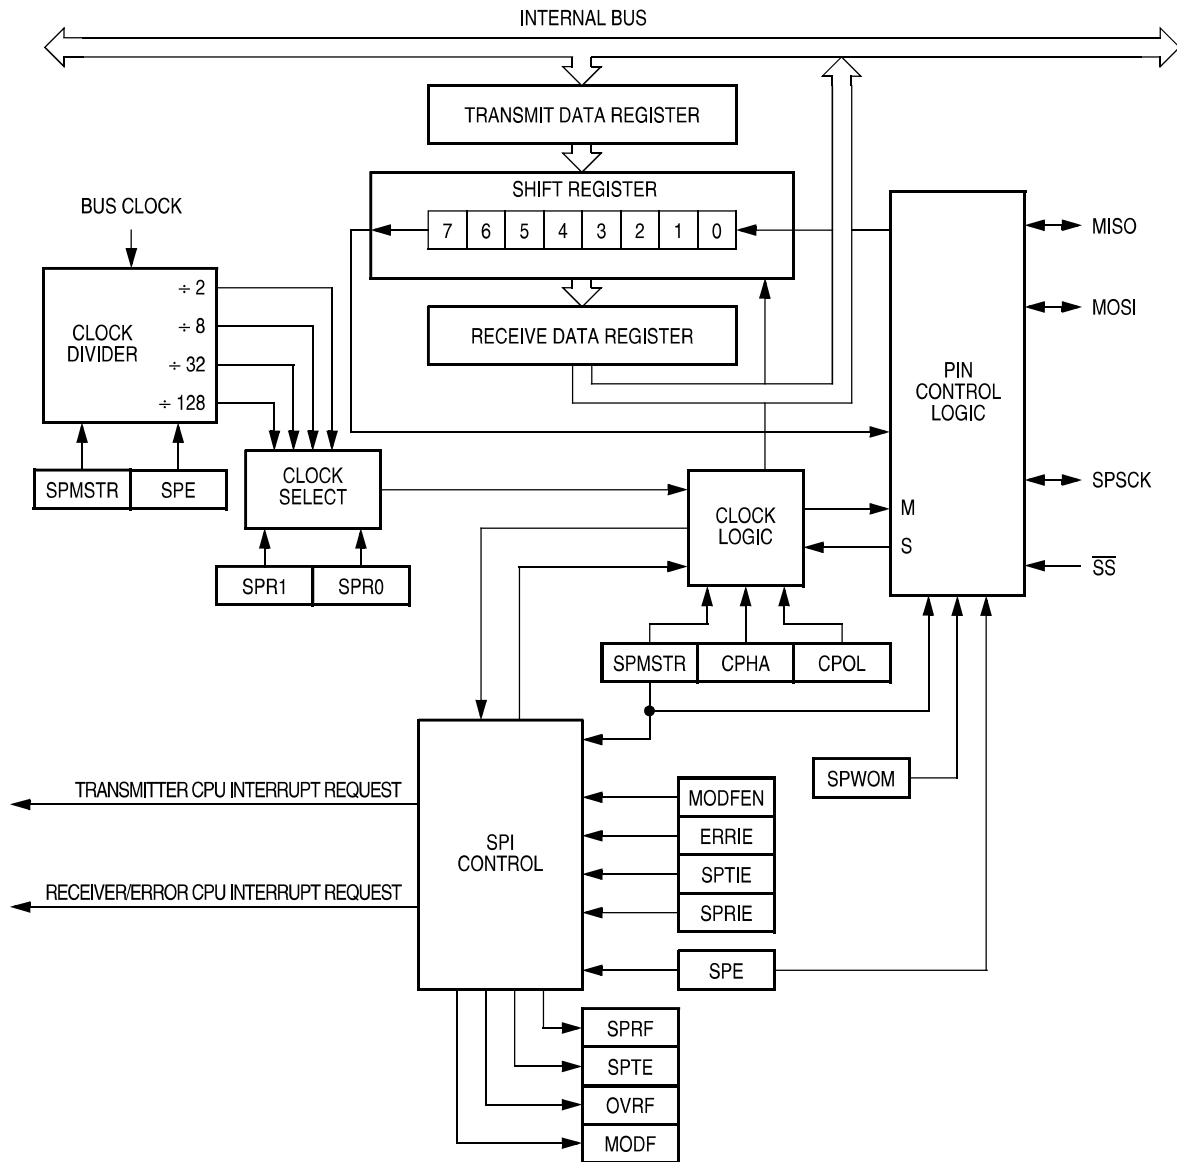 INTERNAL BUS
TRANSMIT DATA REGISTER
SHIFT REGISTER
7 6 5 4 3 2 1 0
RECEIVE DATA REGISTER
BUS CLOCK
CLOCK
DIVIDER
÷ 2
÷ 8
÷ 32
÷ 128
SPMSTR
SPE
CLOCK
SELECT
SPR1
SPR0
CLOCK
LOGIC
PIN
CONTROL
LOGIC
M
S
MISO
MOSI
SPSCK
S̅S̅
SPMSTR
CPHA
CPOL
SPWOM
TRANSMITTER CPU INTERRUPT REQUEST
RECEIVER/ERROR CPU INTERRUPT REQUEST
SPI
CONTROL
MODFEN
ERRIE
SPTIE
SPRIE
SPE
SPRF
SPTE
OVRF
MODF